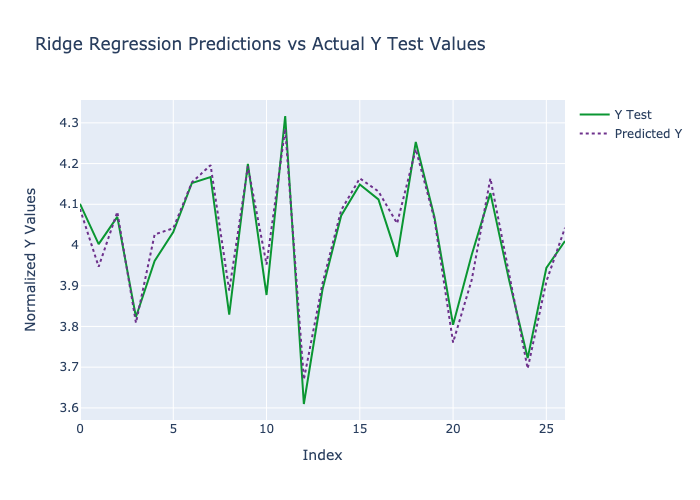 Ridge Regression Predictions vs Actual Y Test Values
Y Test
Predicted Y
Normalized Y Values
4.3
4.2
4.1
4
3.9
3.8
3.7
3.6
0
5
10
15
20
25
Index